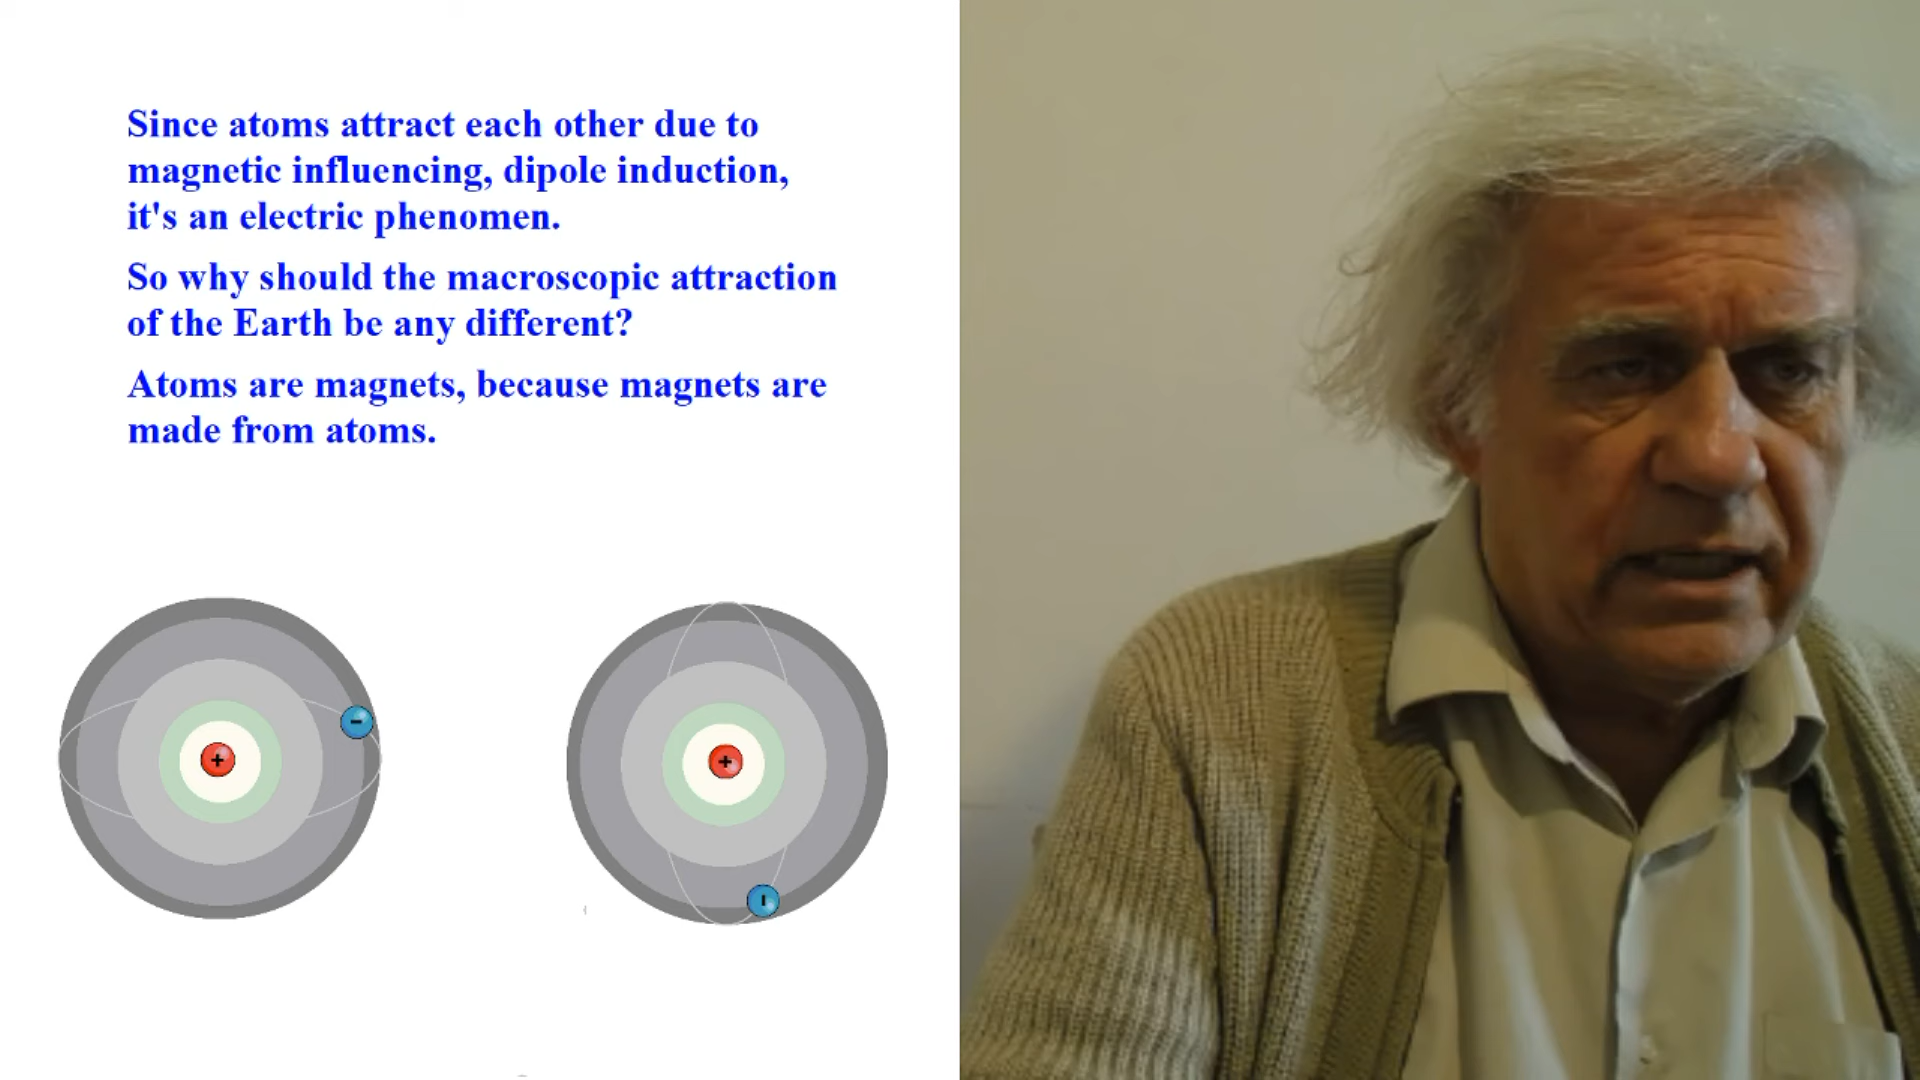 Since atoms attract each other due to
magnetic influencing, dipole induction,
it's an electric phenomen.
So why should the macroscopic attraction
of the Earth be any different?
Atoms are magnets, because magnets are
made from atoms.
+
-
+
-